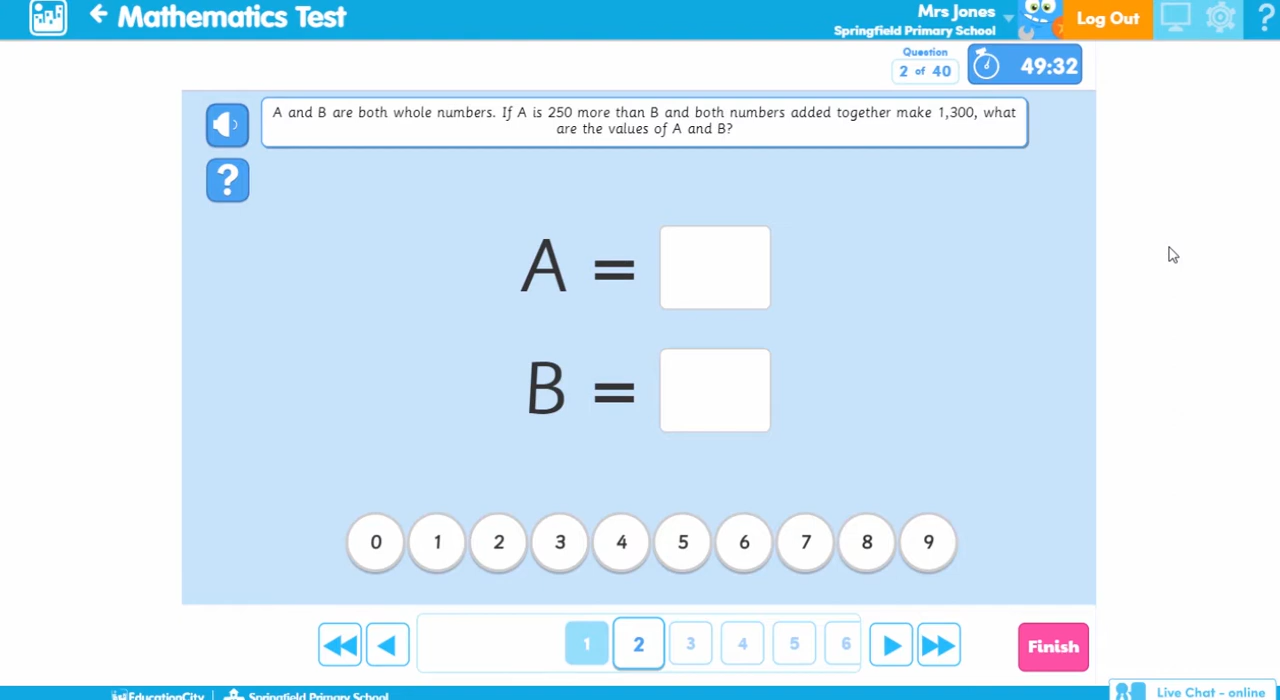 Mathematics Test
Mrs Jones
Springfield Primary School
Log Out
?
Question
2 of 40
49:32
A and B are both whole numbers. If A is 250 more than B and both numbers added together make 1,300, what
are the values of A and B?
?
A =
B =
0 1 2 3 4 5 6 7 8 9
1 2 3 4 5 6
Finish
EducationCity | Springfield Primary School
Live Chat - online